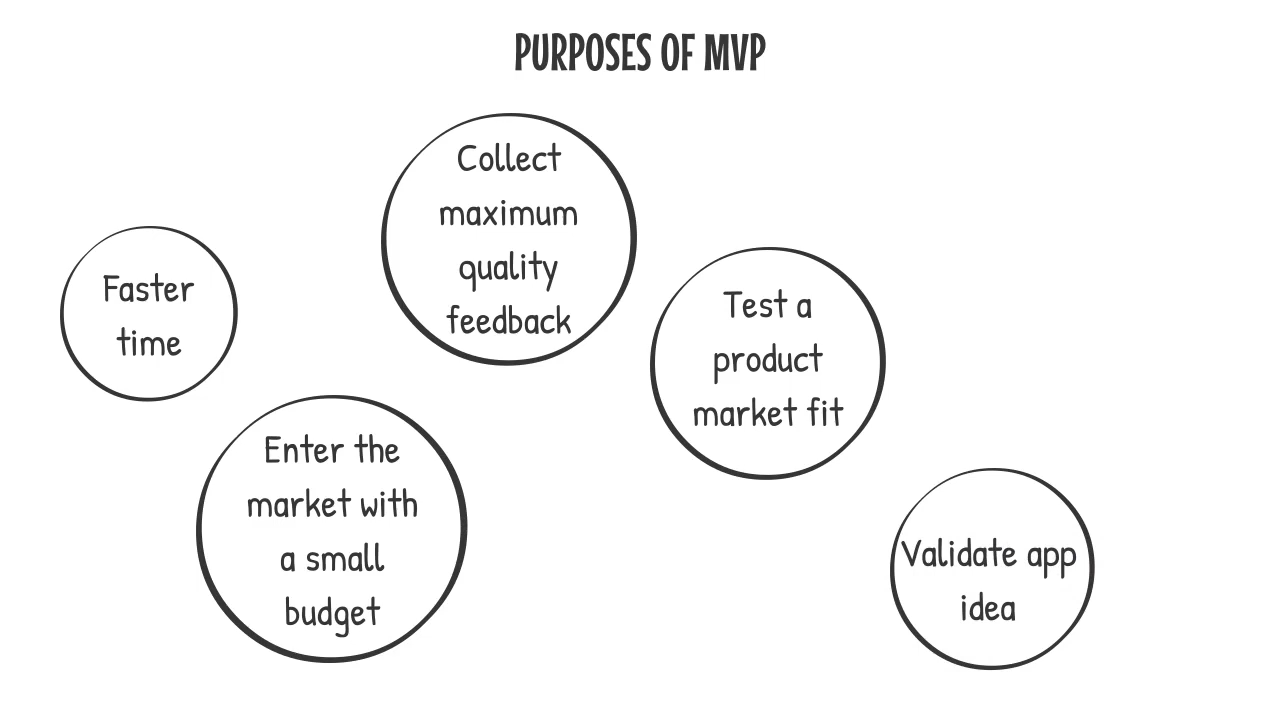 PURPOSES OF MVP
Collect
maximum
quality
feedback
Faster
time
Test a
product
market fit
Enter the
market with
a small
budget
Validate app
idea